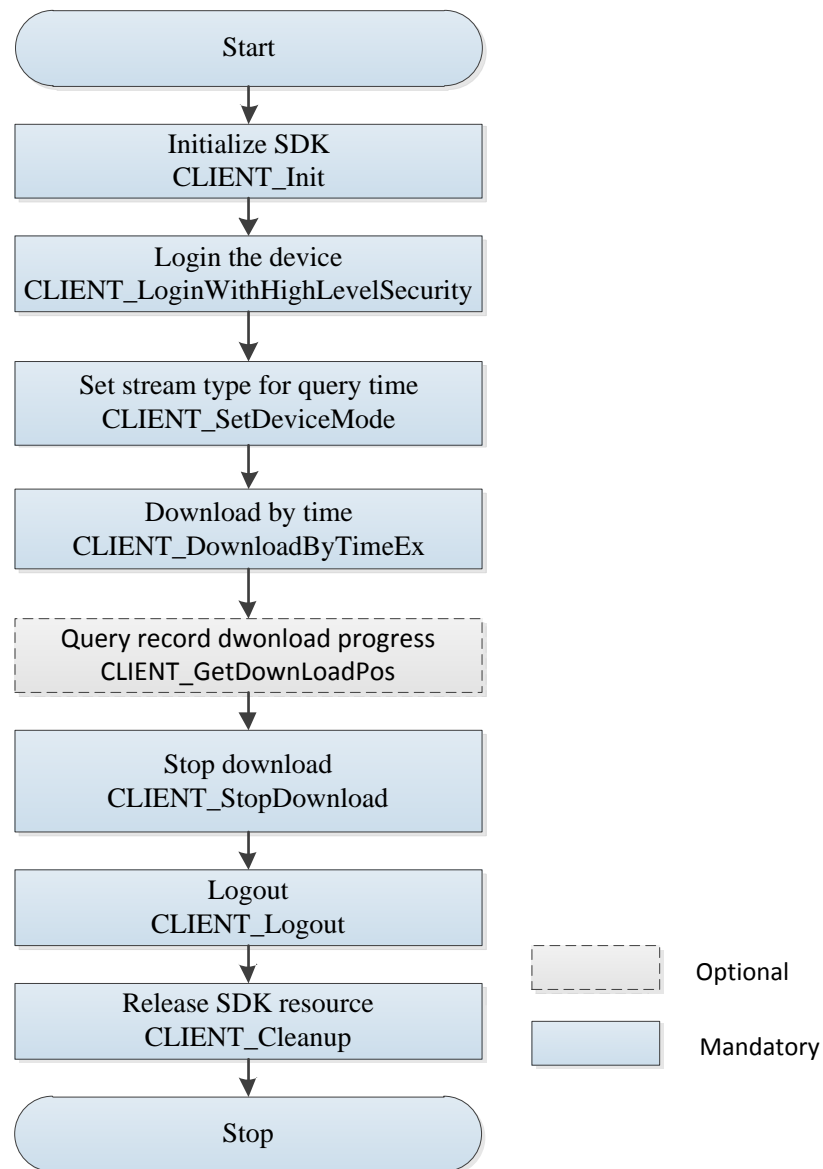 Start
Initialize SDK
CLIENT_Init
Login the device
CLIENT_LoginWithHighLevelSecurity
Set stream type for query time
CLIENT_SetDeviceMode
Download by time
CLIENT_DownloadByTimeEx
Query record dwonload progress
CLIENT_GetDownLoadPos
Stop download
CLIENT_StopDownload
Logout
CLIENT_Logout
Release SDK resource
CLIENT_Cleanup
Stop
Optional
Mandatory